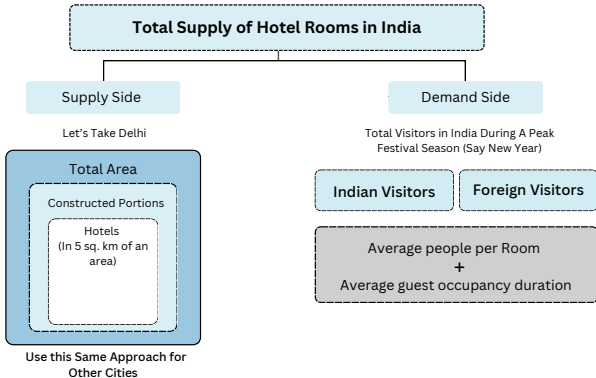 Total Supply of Hotel Rooms in India
Supply Side
Let's Take Delhi
Total Area
Constructed Portions
Hotels
(In 5 sq. km of an
area)
Use this Same Approach for
Other Cities
Demand Side
Total Visitors in India During A Peak
Festival Season (Say New Year)
Indian Visitors
Foreign Visitors
Average people per Room
+
Average guest occupancy duration